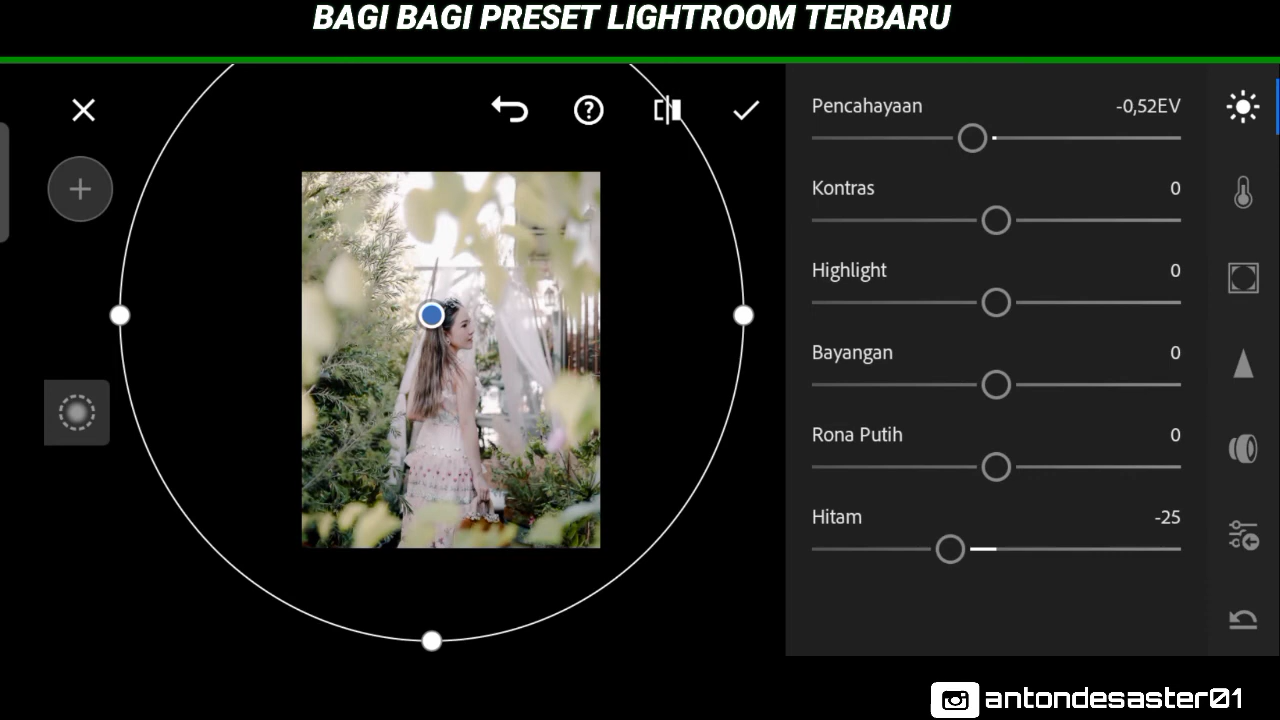 BAGI BAGI PRESET LIGHTROOM TERBARU
Pencahayaan -0,52EV
Kontras 0
Highlight 0
Bayangan 0
Rona Putih 0
Hitam -25
antondesaster01